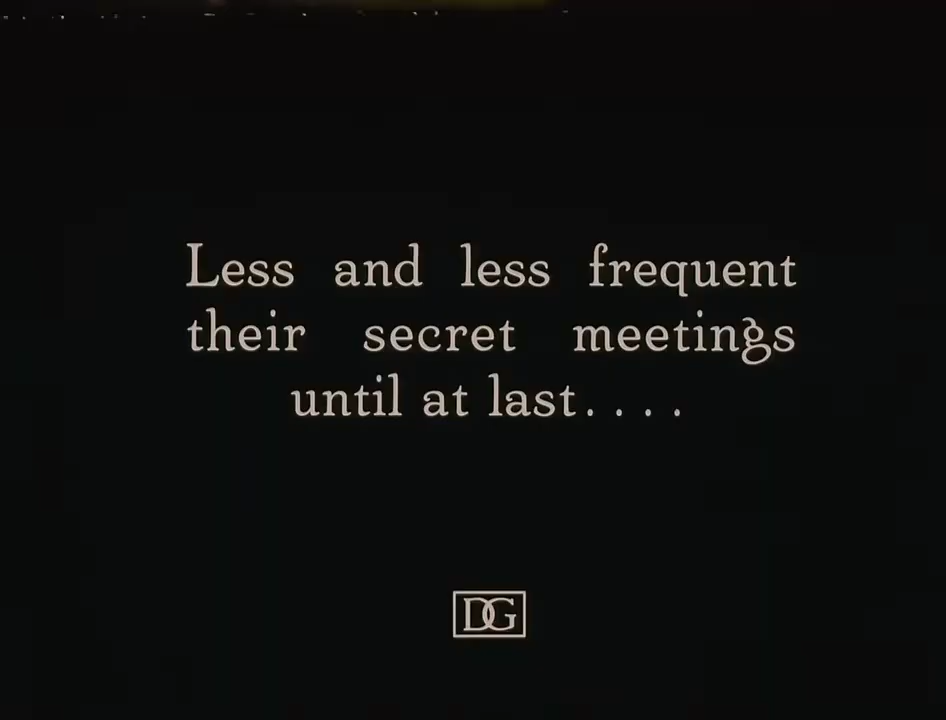 Less and less frequent
their secret meetings
until at last....
DG